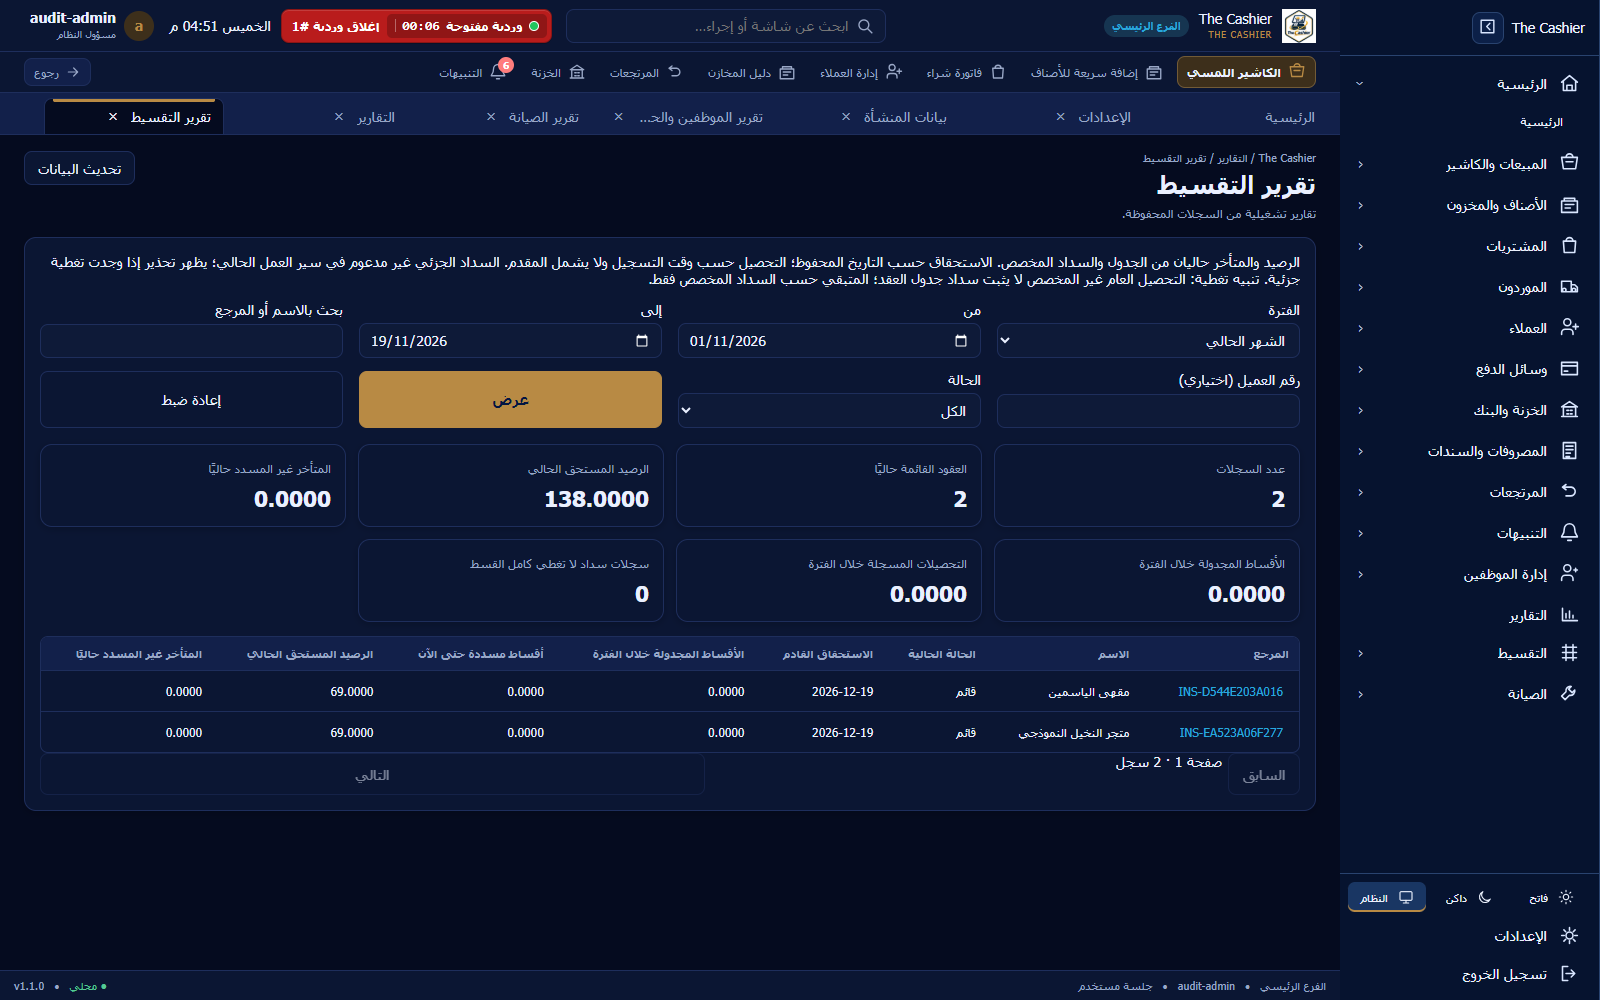 The Cashier
الرئيسية
الرئيسية
المبيعات والكاشير
الأصناف والمخزون
المشتريات
الموردون
العملاء
وسائل الدفع
الخزنة والبنك
المصروفات والسندات
المرتجعات
التنبيهات
إدارة الموظفين
التقارير
التقسيط
الصيانة
فاتح
داكن
النظام
الإعدادات
تسجيل الخروج
The Cashier
THE CASHIER
الفرع الرئيسي
ابحث عن شاشة أو إجراء...
وردية مفتوحة 00:06 إغلاق وردية #1
الخميس 04:51 م
a
audit-admin
مسؤول النظام
الكاشير اللمسي
إضافة سريعة للأصناف
فاتورة شراء
إدارة العملاء
دليل المخازن
المرتجعات
الخزنة
التنبيهات
6
رجوع
الرئيسية
الإعدادات ×
بيانات المنشأة ×
تقرير الموظفين والحـ... ×
تقرير الصيانة ×
التقارير ×
تقرير التقسيط ×
The Cashier / التقارير / تقرير التقسيط
تقرير التقسيط
تقارير تشغيلية من السجلات المحفوظة.
تحديث البيانات
الرصيد والمتأخر حاليان من الجدول والسداد المخصص. الاستحقاق حسب التاريخ المحفوظ؛ التحصيل حسب وقت التسجيل ولا يشمل المقدم. السداد الجزئي غير مدعوم في سير العمل الحالي؛ يظهر تحذير إذا وجدت تغطية
جزئية. تنبيه تغطية: التحصيل العام غير المخصص لا يثبت سداد جدول العقد؛ المتبقي حسب السداد المخصص فقط.
الفترة
من
إلى
بحث بالاسم أو المرجع
الشهر الحالي
01/11/2026
19/11/2026
رقم العميل (اختياري)
الحالة
الكل
عرض
إعادة ضبط
عدد السجلات
2
العقود القائمة حاليًا
2
الرصيد المستحق الحالي
138.0000
المتأخر غير المسدد حاليًا
0.0000
الأقساط المجدولة خلال الفترة
0.0000
التحصيلات المسجلة خلال الفترة
0.0000
سجلات سداد لا تغطي كامل القسط
0
المرجع الاسم الحالة الحالية الاستحقاق القادم الأقساط المجدولة خلال الفترة أقساط مسددة حتى الآن الرصيد المستحق الحالي المتأخر غير المسدد حاليًا
INS-D544E203A016 مقهى الياسمين قائم 2026-12-19 0.0000 0.0000 69.0000 0.0000
INS-EA523A06F277 متجر النخيل النموذجي قائم 2026-12-19 0.0000 0.0000 69.0000 0.0000
السابق
صفحة 1 · 2 سجل
التالي
الفرع الرئيسي • audit-admin • جلسة مستخدم
محلي • v1.1.0